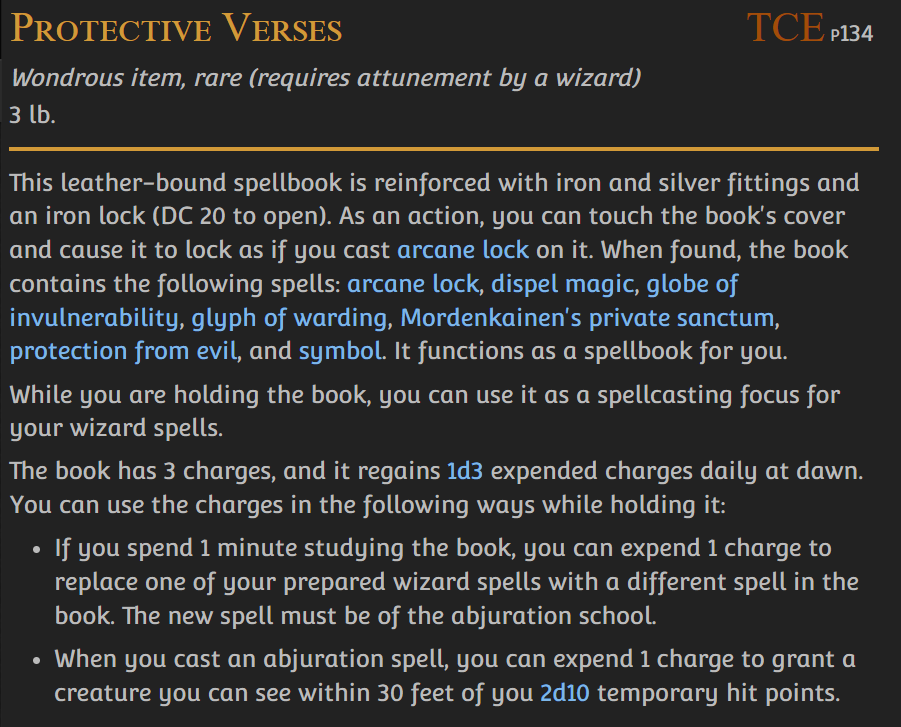 Protective Verses TCE P134
Wondrous item, rare (requires attunement by a wizard)
3 lb.
This leather-bound spellbook is reinforced with iron and silver fittings and
an iron lock (DC 20 to open). As an action, you can touch the book's cover
and cause it to lock as if you cast arcane lock on it. When found, the book
contains the following spells: arcane lock, dispel magic, globe of
invulnerability, glyph of warding, Mordenkainen's private sanctum,
protection from evil, and symbol. It functions as a spellbook for you.
While you are holding the book, you can use it as a spellcasting focus for
your wizard spells.
The book has 3 charges, and it regains 1d3 expended charges daily at dawn.
You can use the charges in the following ways while holding it:
• If you spend 1 minute studying the book, you can expend 1 charge to
replace one of your prepared wizard spells with a different spell in the
book. The new spell must be of the abjuration school.
• When you cast an abjuration spell, you can expend 1 charge to grant a
creature you can see within 30 feet of you 2d10 temporary hit points.